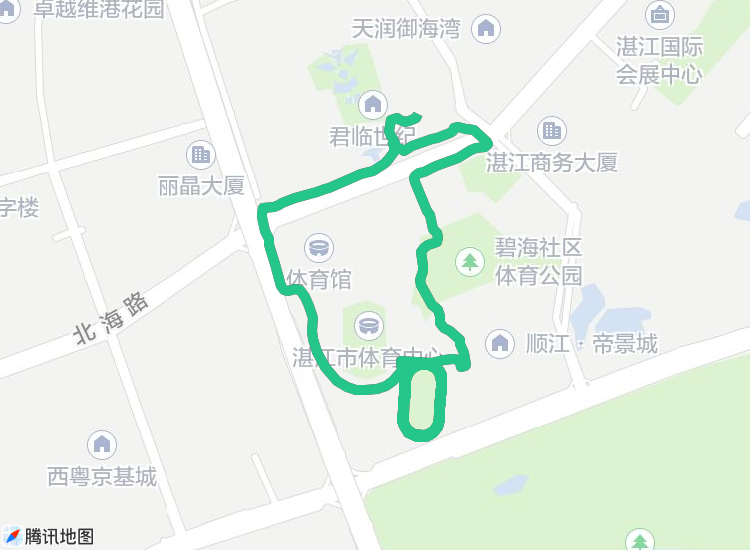 卓越维港花园
天润御海湾
湛江国际
会展中心
君临世纪
丽晶大厦
湛江商务大厦
字楼
体育馆
碧海社区
体育公园
北海路
湛江市体育中心
顺江·帝景城
西粤京基城
腾讯地图